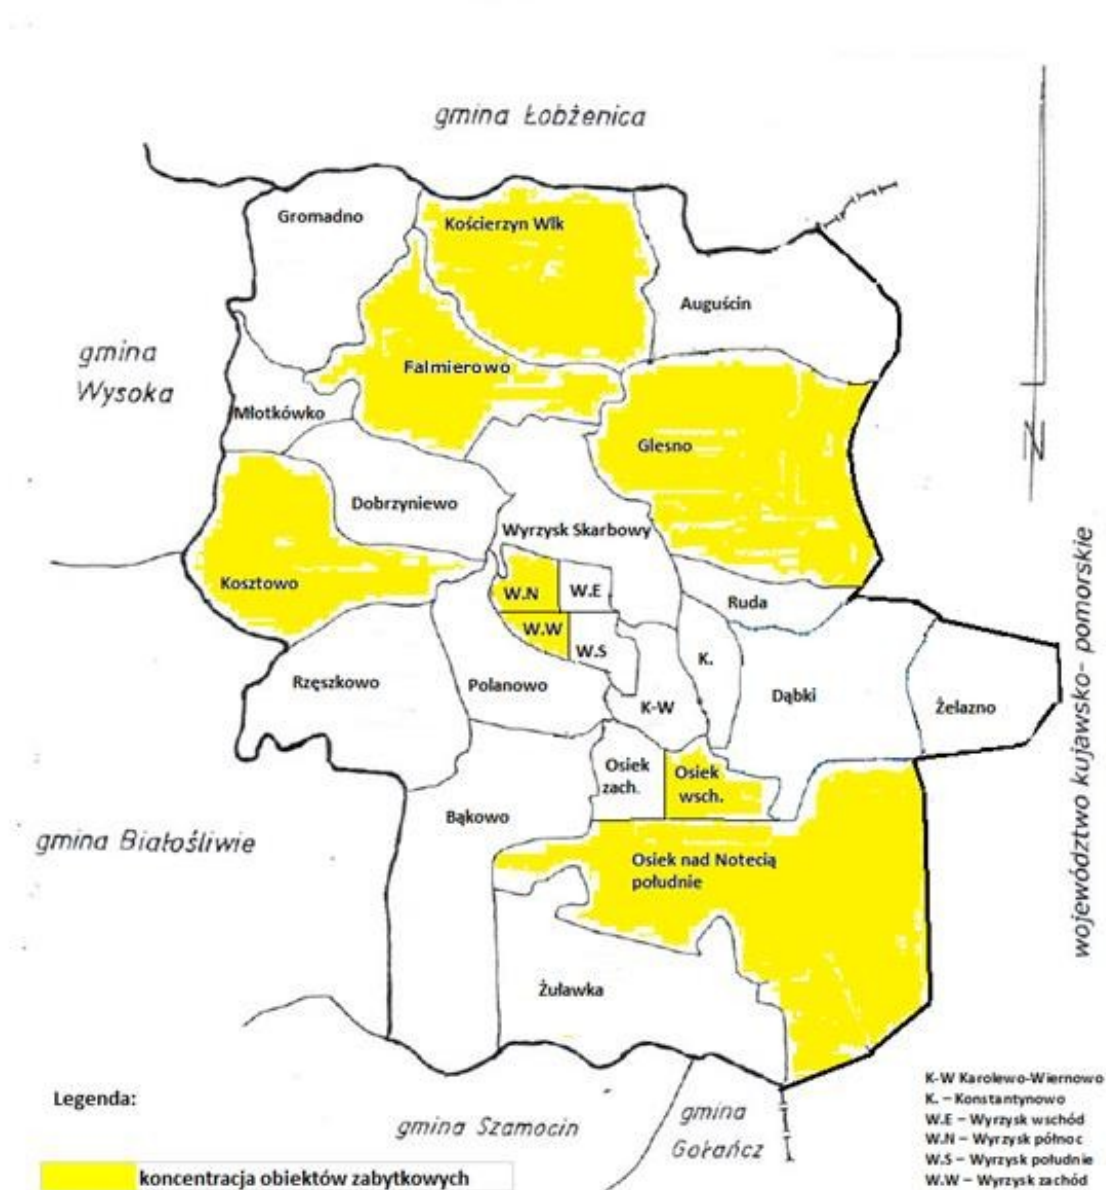 gmina Łobżenica
Gromadno
Kościerzyn Wlk
Auguścin
gmina
Wysoka
Falmierowo
Młotkówko
Glesno
N
Dobrzyniewo
Wyrzysk Skarbowy
Kosztowo
W.N
W.E
Ruda
W.W
W.S
K.
Rzęszkowo
Polanowo
K-W
Dąbki
Żelazno
województwo kujawsko- pomorskie
Osiek
zach.
Osiek
wsch.
Bąkowo
gmina Białośliwie
Osiek nad Notecią
południe
Żuławka
Legenda:
gmina Szamocin
gmina
Gołańcz
K-W Karolewo-Wiernowo
K. – Konstantynowo
W.E – Wyrzysk wschód
W.N – Wyrzysk północ
W.S – Wyrzysk południe
W.W – Wyrzysk zachód
koncentracja obiektów zabytkowych